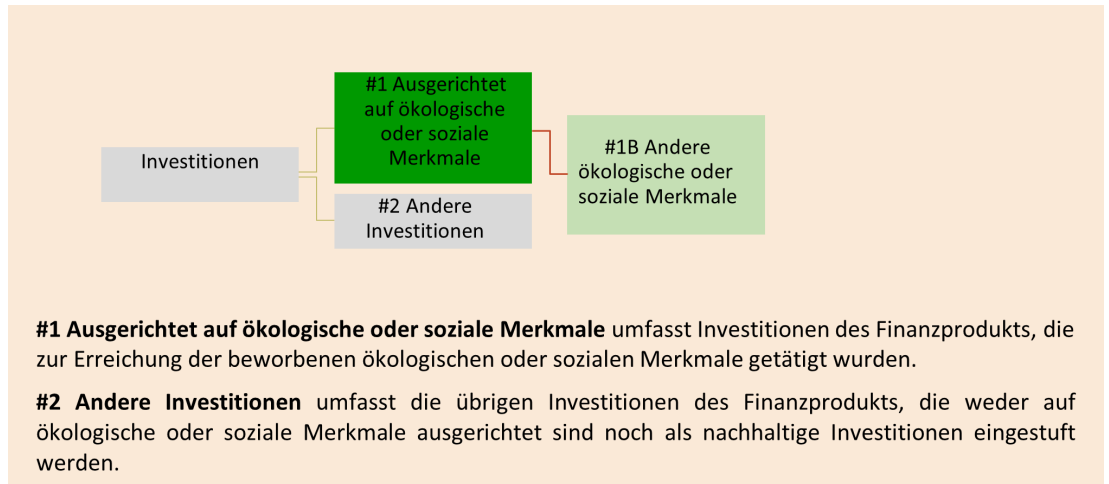 #1 Ausgerichtet
auf ökologische
oder soziale
Merkmale
#1B Andere
ökologische oder
soziale Merkmale
Investitionen
#2 Andere
Investitionen
#1 Ausgerichtet auf ökologische oder soziale Merkmale umfasst Investitionen des Finanzprodukts, die
zur Erreichung der beworbenen ökologischen oder sozialen Merkmale getätigt wurden.
#2 Andere Investitionen umfasst die übrigen Investitionen des Finanzprodukts, die weder auf
ökologische oder soziale Merkmale ausgerichtet sind noch als nachhaltige Investitionen eingestuft
werden.